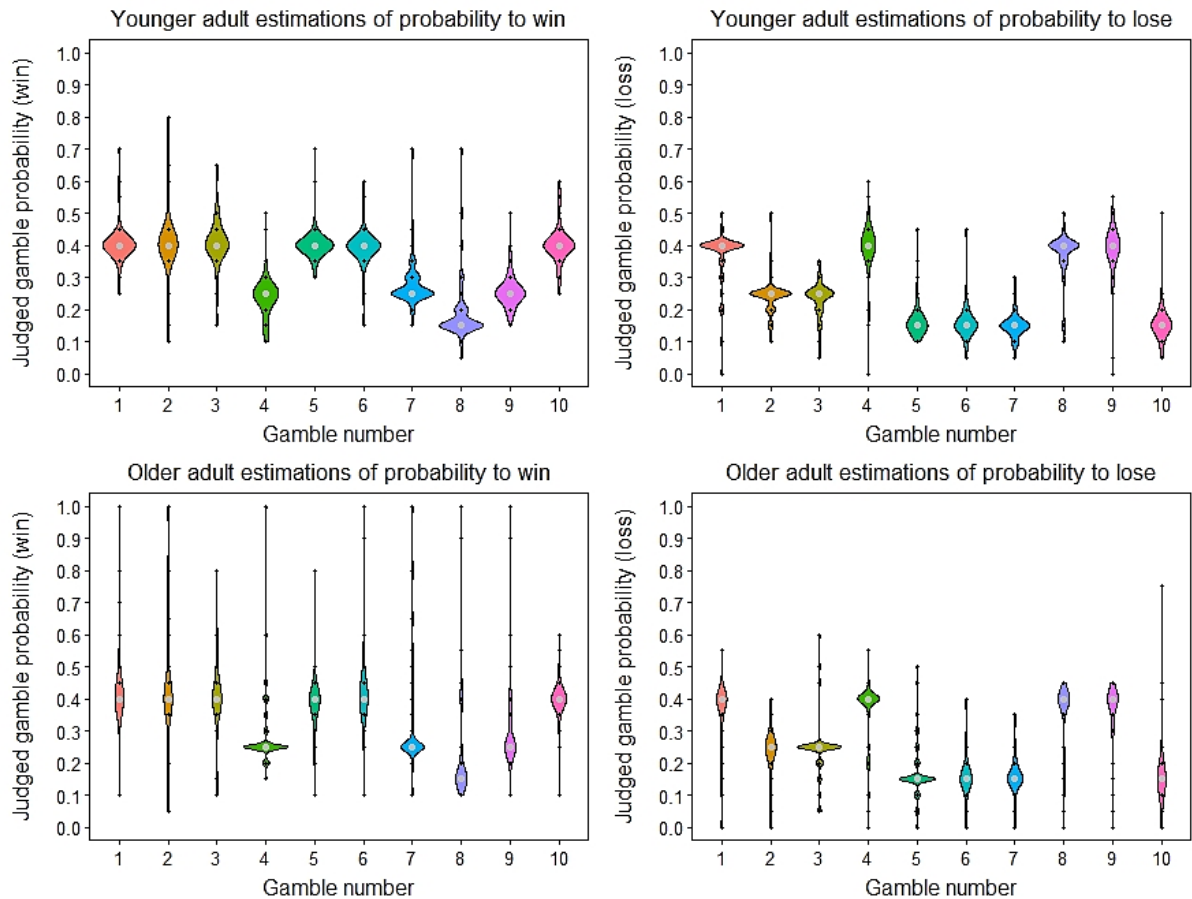 Younger adult estimations of probability to win
Judged gamble probability (win)
1.0
0.9
0.8
0.7
0.6
0.5
0.4
0.3
0.2
0.1
0.0
1 2 3 4 5 6 7 8 9 10
Gamble number
Younger adult estimations of probability to lose
Judged gamble probability (loss)
1.0
0.9
0.8
0.7
0.6
0.5
0.4
0.3
0.2
0.1
0.0
1 2 3 4 5 6 7 8 9 10
Gamble number
Older adult estimations of probability to win
Judged gamble probability (win)
1.0
0.9
0.8
0.7
0.6
0.5
0.4
0.3
0.2
0.1
0.0
1 2 3 4 5 6 7 8 9 10
Gamble number
Older adult estimations of probability to lose
Judged gamble probability (loss)
1.0
0.9
0.8
0.7
0.6
0.5
0.4
0.3
0.2
0.1
0.0
1 2 3 4 5 6 7 8 9 10
Gamble number